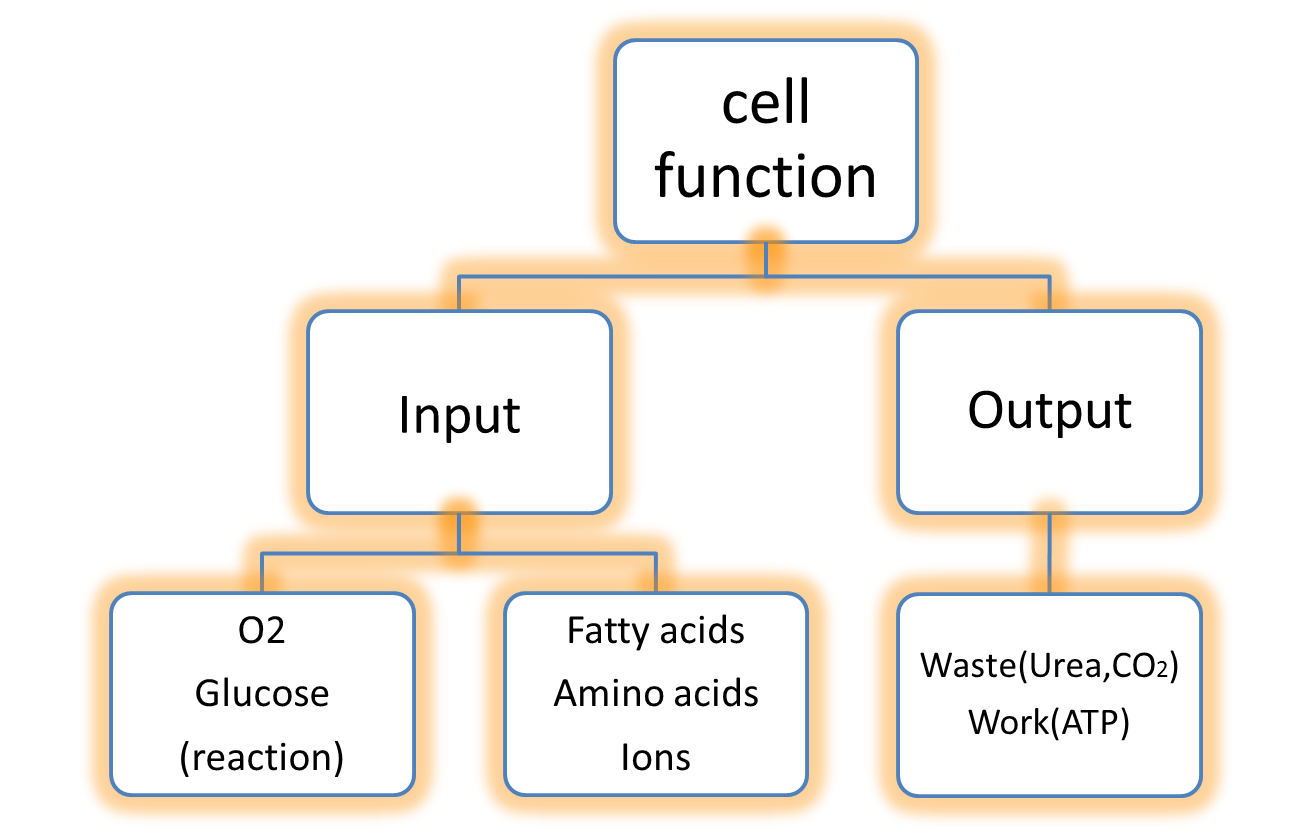 cell
function
Input
Output
O2
Glucose
(reaction)
Fatty acids
Amino acids
Ions
Waste(Urea,CO2)
Work(ATP)